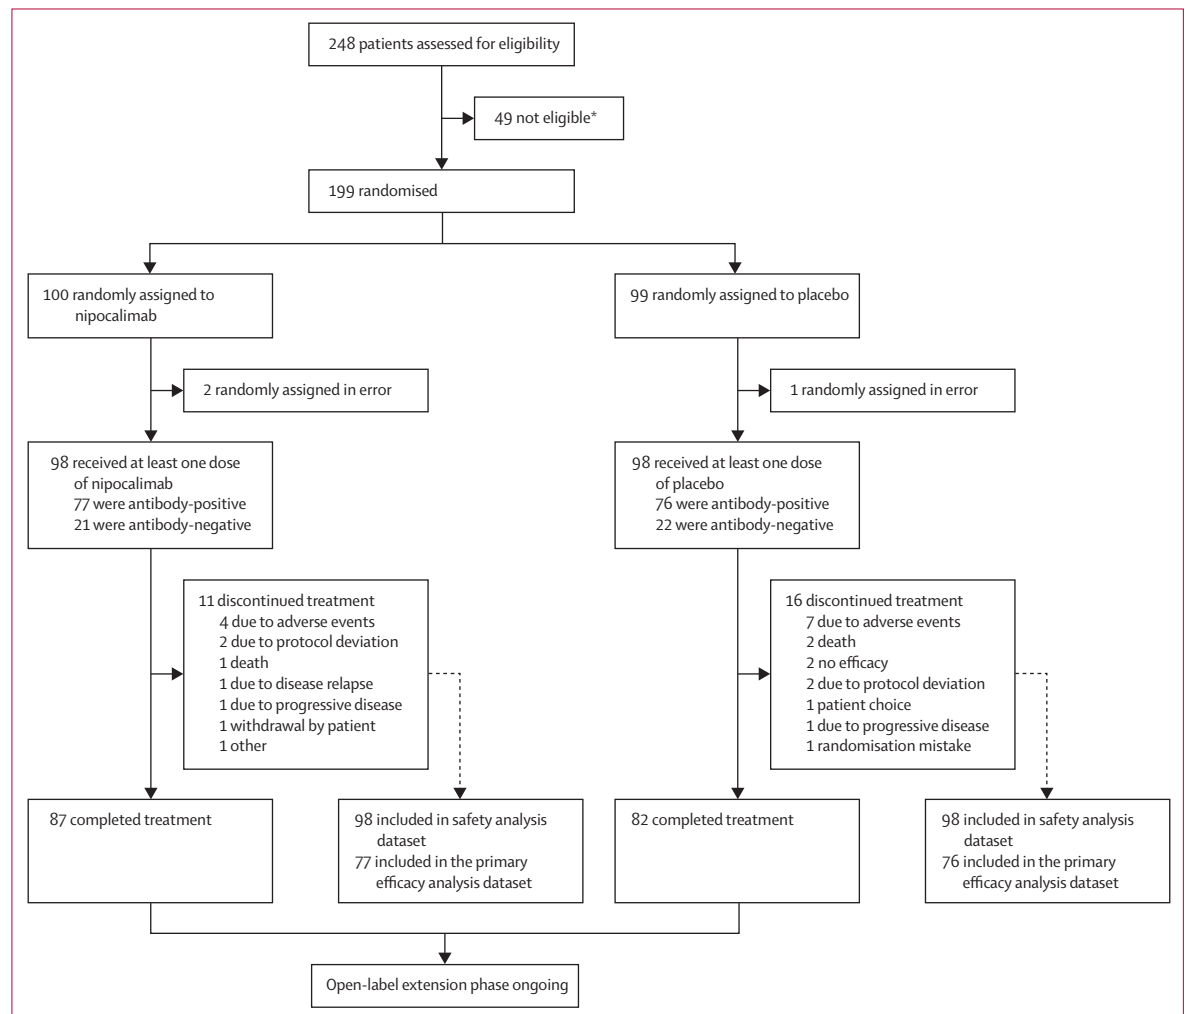 248 patients assessed for eligibility
49 not eligible*
199 randomised
100 randomly assigned to
nipocalimab
99 randomly assigned to placebo
2 randomly assigned in error
1 randomly assigned in error
98 received at least one dose
of nipocalimab
77 were antibody-positive
21 were antibody-negative
98 received at least one dose
of placebo
76 were antibody-positive
22 were antibody-negative
11 discontinued treatment
4 due to adverse events
2 due to protocol deviation
1 death
1 due to disease relapse
1 due to progressive disease
1 withdrawal by patient
1 other
16 discontinued treatment
7 due to adverse events
2 death
2 no efficacy
2 due to protocol deviation
1 patient choice
1 due to progressive disease
1 randomisation mistake
87 completed treatment
98 included in safety analysis
dataset
77 included in the primary
efficacy analysis dataset
82 completed treatment
98 included in safety analysis
dataset
76 included in the primary
efficacy analysis dataset
Open-label extension phase ongoing